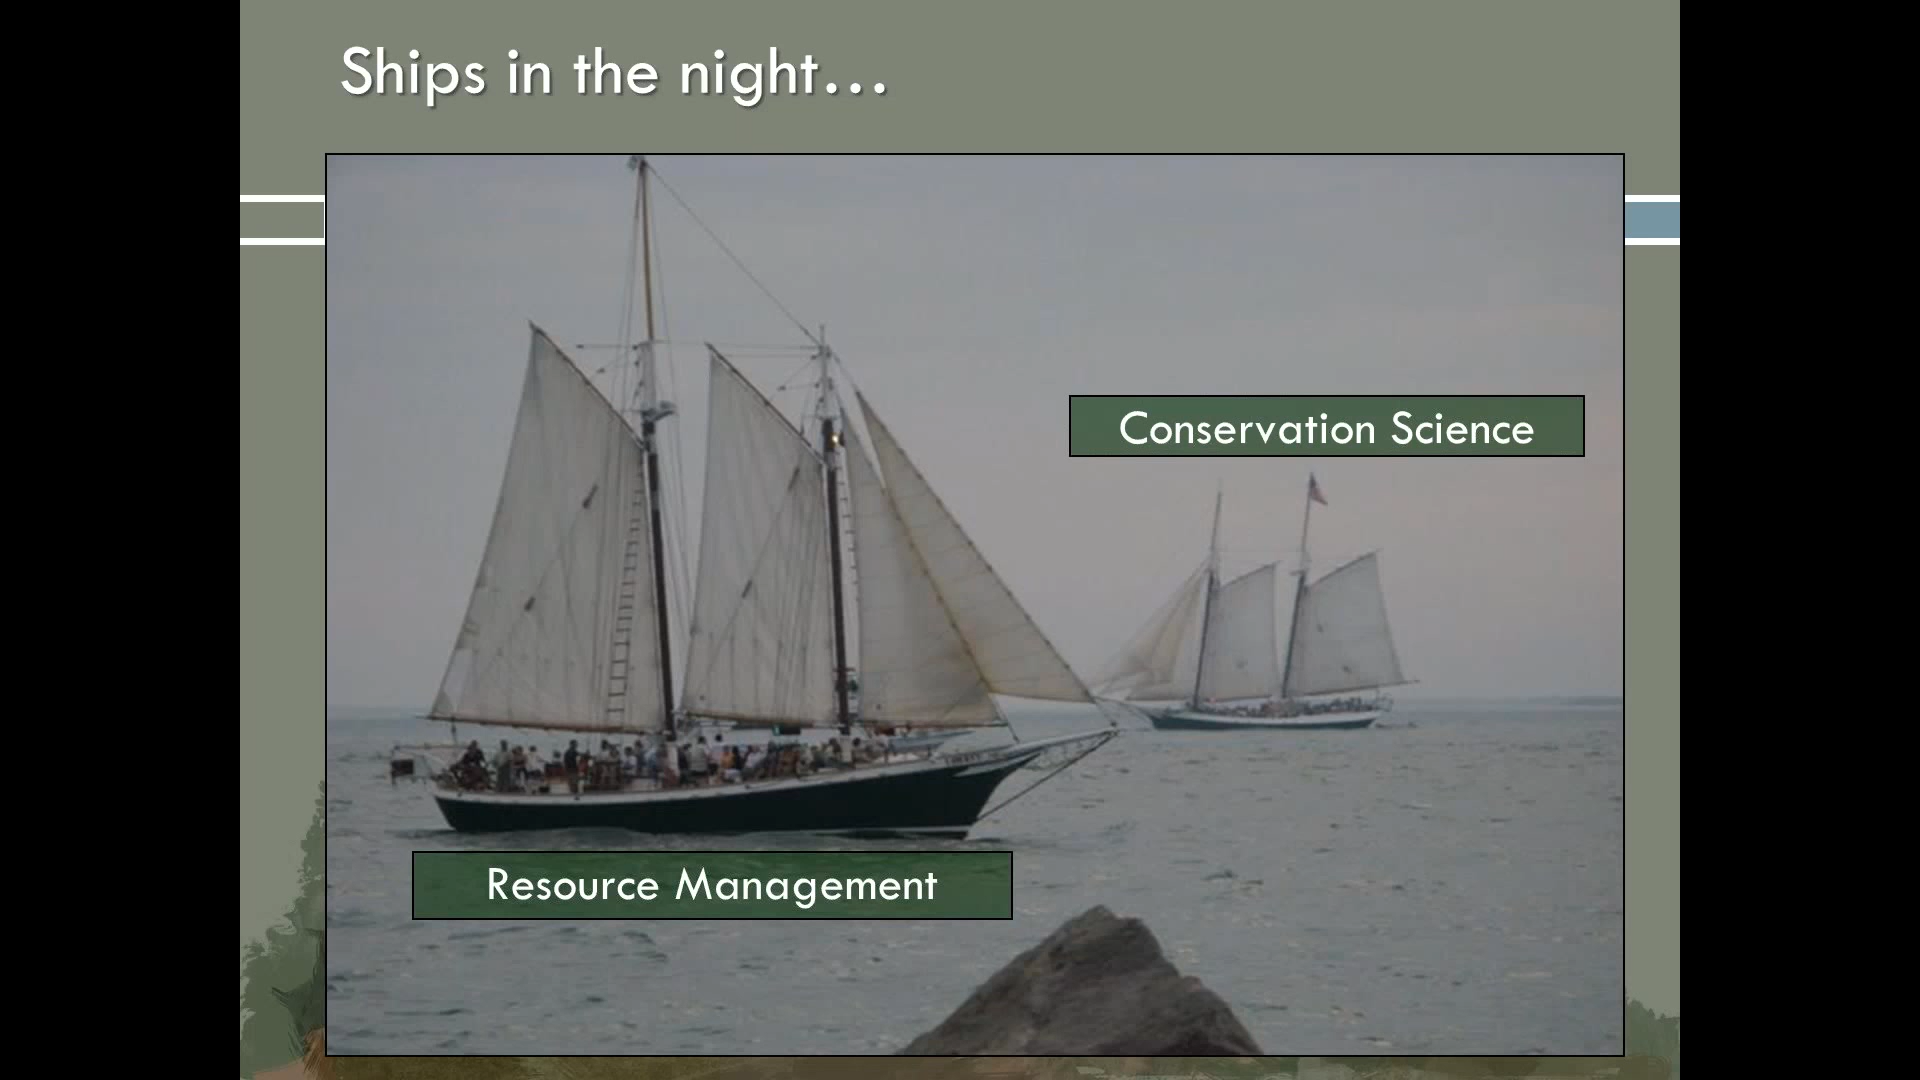 Ships in the night…
Conservation Science
Resource Management